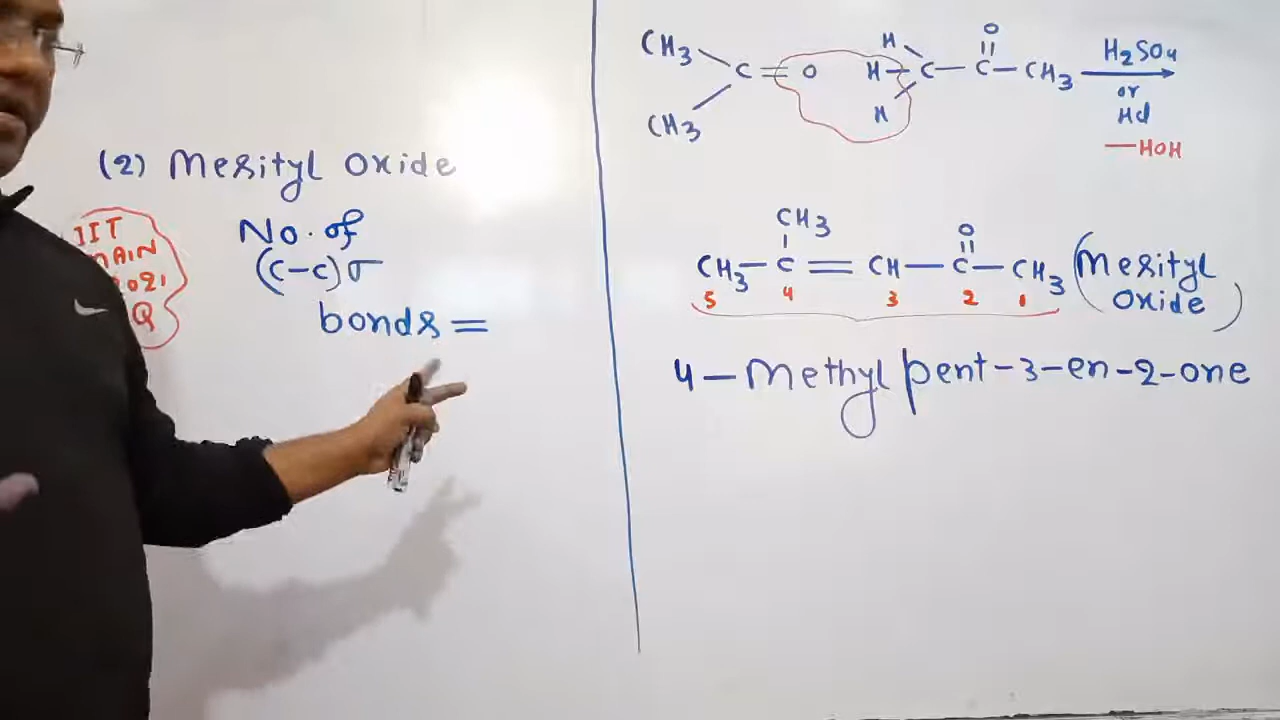 (2) Mesityl Oxide
IIT
MAIN
Q
No. of
(C-C)σ
bonds =
CH3
C = O
CH3
H
H - C - C - CH3
O
H
H2SO4
or
Hcl
-HOH
CH3
O
CH3 - C = CH - C - CH3 (Mesityl
Oxide)
5 4 3 2 1
4-Methyl pent-3-en-2-one